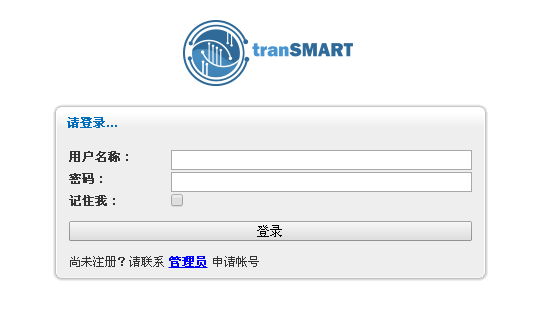 tranSMART
请登录...
用户名称：
密码：
记住我：
登录
尚未注册？请联系 管理员 申请帐号